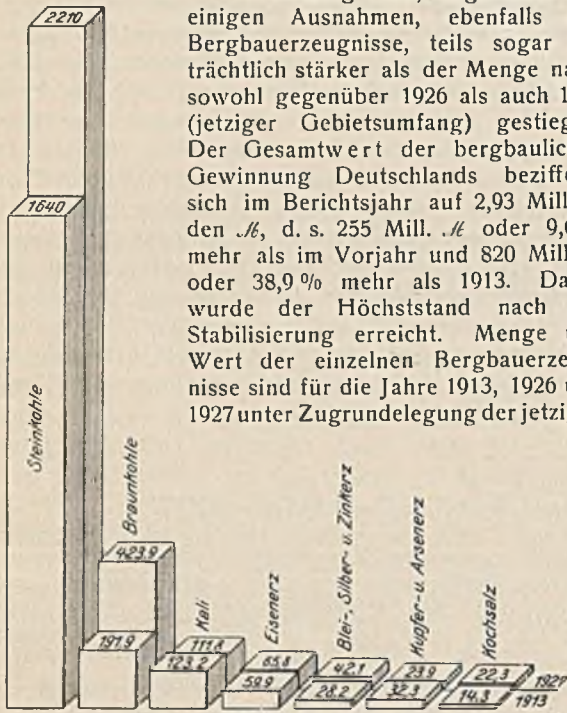 einigen Ausnahmen, ebenfalls
Bergbauerzeugnisse, teils sogar
trächtlich stärker als der Menge na
sowohl gegenüber 1926 als auch 1
(jetziger Gebietsumfang) gestieg
Der Gesamtwert der bergbaulic
Gewinnung Deutschlands beziffe
sich im Berichtsjahr auf 2,93 Mill
den ℳ, d. s. 255 Mill. ℳ oder 9,
mehr als im Vorjahr und 820 Mill
oder 38,9 % mehr als 1913. Da
wurde der Höchststand nach
Stabilisierung erreicht. Menge
Wert der einzelnen Bergbauerze
nisse sind für die Jahre 1913, 1926
1927 unter Zugrundelegung der jetzi
2210
1640
Steinkohle
Braunkohle
423.9
191.9
Kali
111.8
123.2
Eisenerz
65.8
59.9
Blei-, Silber- u. Zinkerz
42.1
28.2
Kupfer- u. Arsenerz
23.9
32.3
Kochsalz
22.3
14.3
1927
1913